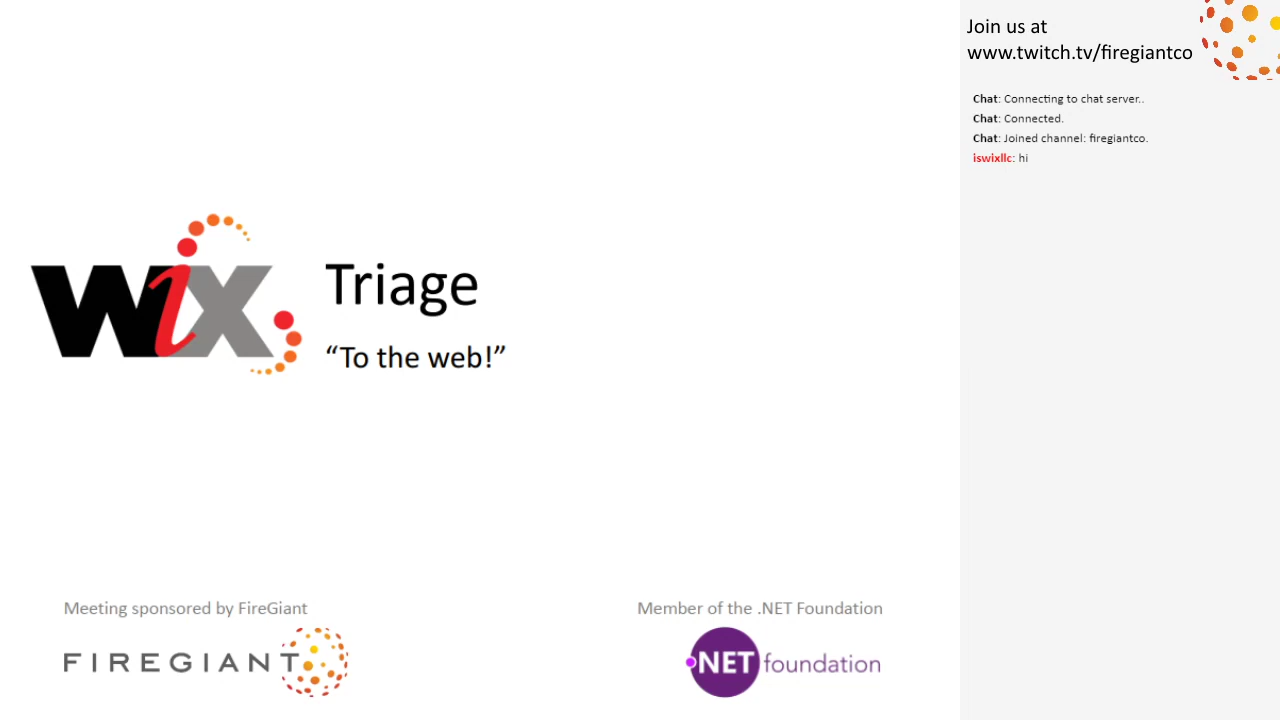 WiX
Triage
“To the web!”
Meeting sponsored by FireGiant
FIREGIANT
Member of the .NET Foundation
.NET foundation
Join us at
www.twitch.tv/firegiantco
Chat: Connecting to chat server..
Chat: Connected.
Chat: Joined channel: firegiantco.
iswixllc: hi